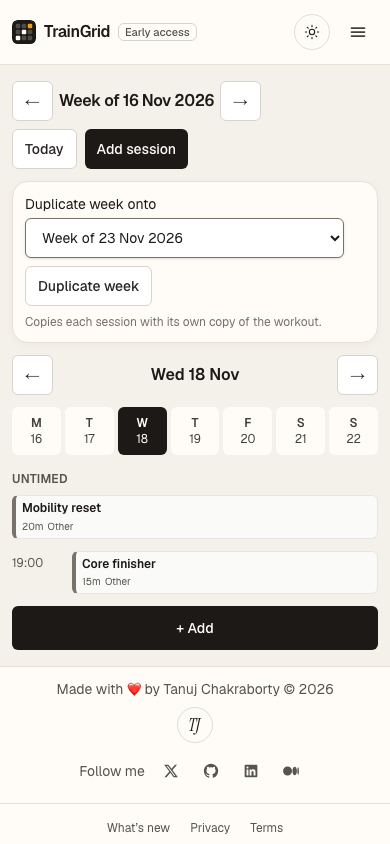 TrainGrid Early access
← Week of 16 Nov 2026 →
Today Add session
Duplicate week onto
Week of 23 Nov 2026
Duplicate week
Copies each session with its own copy of the workout.
← Wed 18 Nov →
M T W T F S S
16 17 18 19 20 21 22
UNTIMED
Mobility reset
20m Other
19:00 Core finisher
15m Other
+ Add
Made with ❤️ by Tanuj Chakraborty © 2026
TJ
Follow me
What's new Privacy Terms